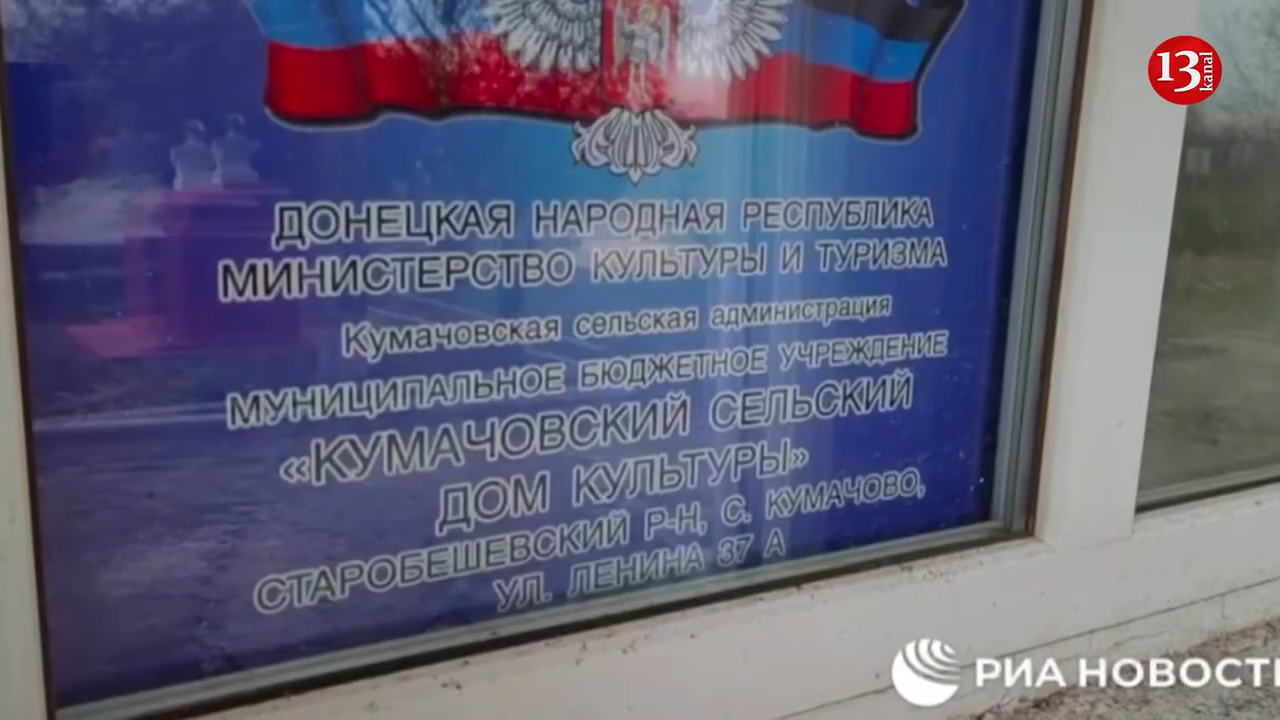 13 kanal
ДОНЕЦКАЯ НАРОДНАЯ РЕСПУБЛИКА
МИНИСТЕРСТВО КУЛЬТУРЫ И ТУРИЗМА
Кумачовская сельская администрация
МУНИЦИПАЛЬНОЕ БЮДЖЕТНОЕ УЧРЕЖДЕНИЕ
«КУМАЧОВСКИЙ СЕЛЬСКИЙ
ДОМ КУЛЬТУРЫ»
СТАРОБЕШЕВСКИЙ Р-Н, С. КУМАЧОВО,
УЛ. ЛЕНИНА 37 А
РИА НОВОСТИ